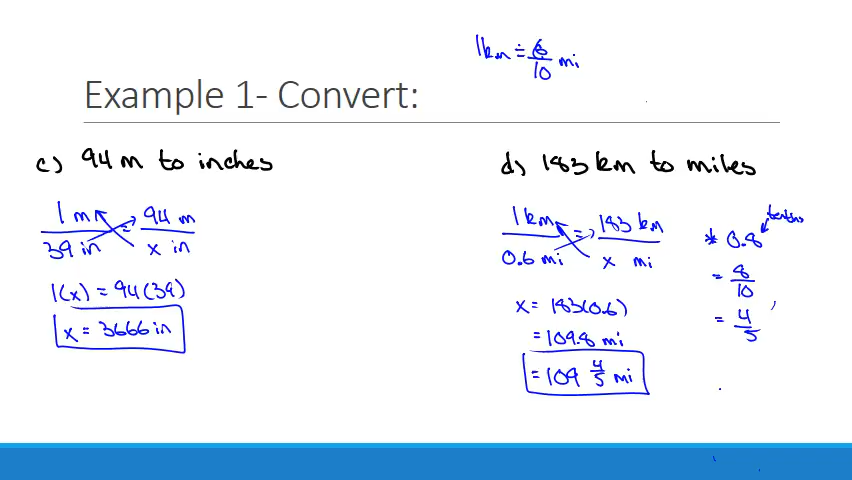 1 km ≐ 6/10 mi
Example 1- Convert:
c) 94 m to inches
1 m / 39 in = 94 m / x in
1(x) = 94(39)
x = 3666 in
d) 183 km to miles
1 km / 0.6 mi = 183 km / x mi
x = 183(0.6)
= 109.8 mi
= 109 4/5 mi
tenths
* 0.8
= 8/10
= 4/5